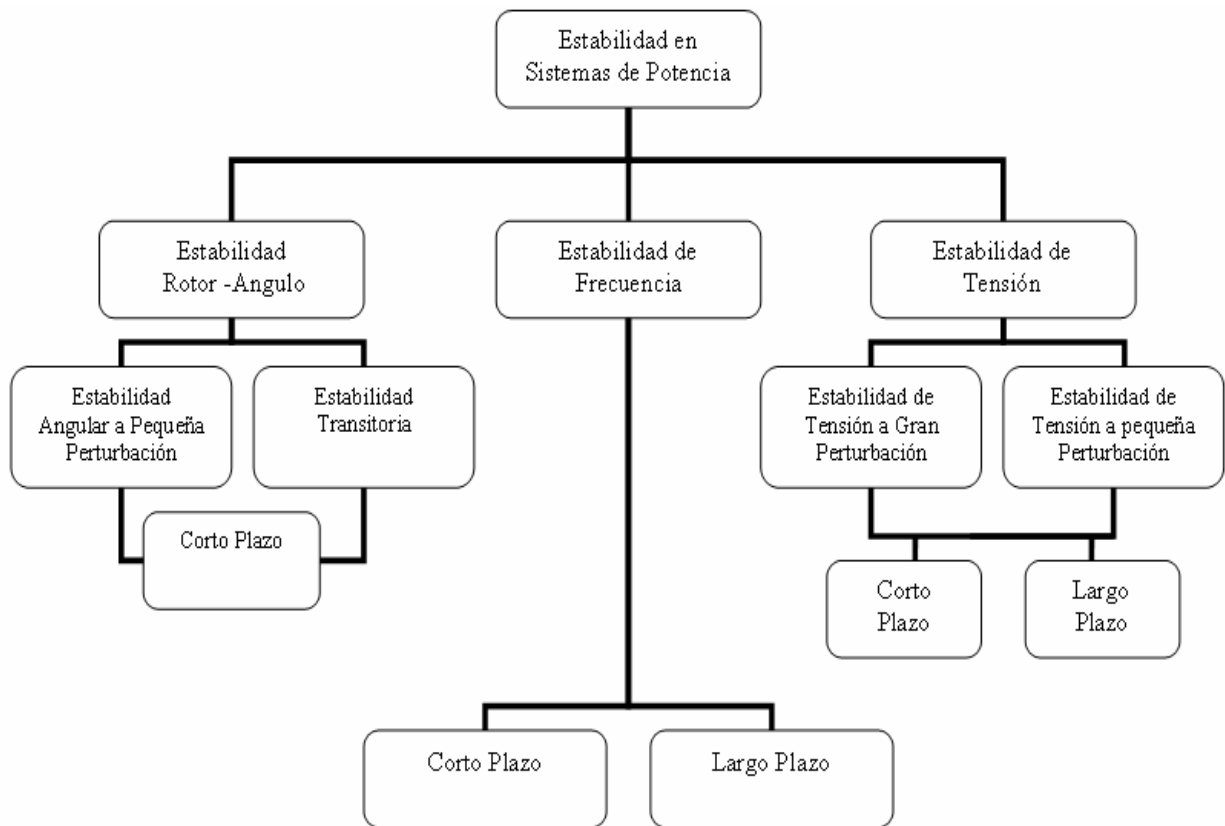 Estabilidad en
Sistemas de Potencia
Estabilidad
Rotor -Angulo
Estabilidad de
Frecuencia
Estabilidad de
Tensión
Estabilidad
Angular a Pequeña
Perturbación
Estabilidad
Transitoria
Estabilidad de
Tensión a Gran
Perturbación
Estabilidad de
Tensión a pequeña
Perturbación
Corto Plazo
Corto
Plazo
Largo
Plazo
Corto Plazo
Largo Plazo